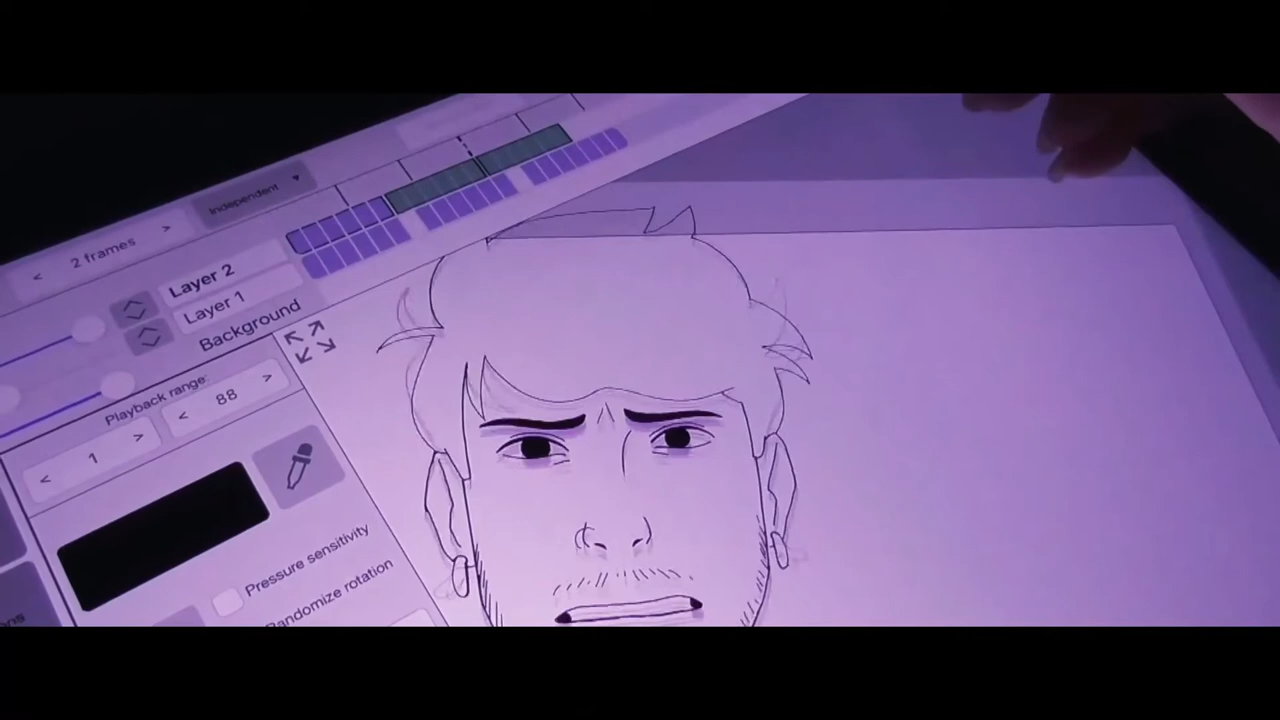 Independent
< 2 frames >
Layer 2
Layer 1
Background
Playback range:
< 88 >
< 1 >
Pressure sensitivity
Randomize rotation